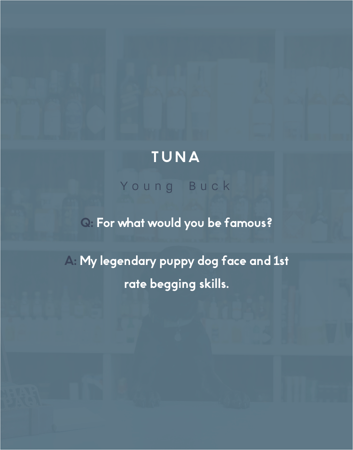 TUNA
Young Buck
Q: For what would you be famous?
A: My legendary puppy dog face and 1st
rate begging skills.